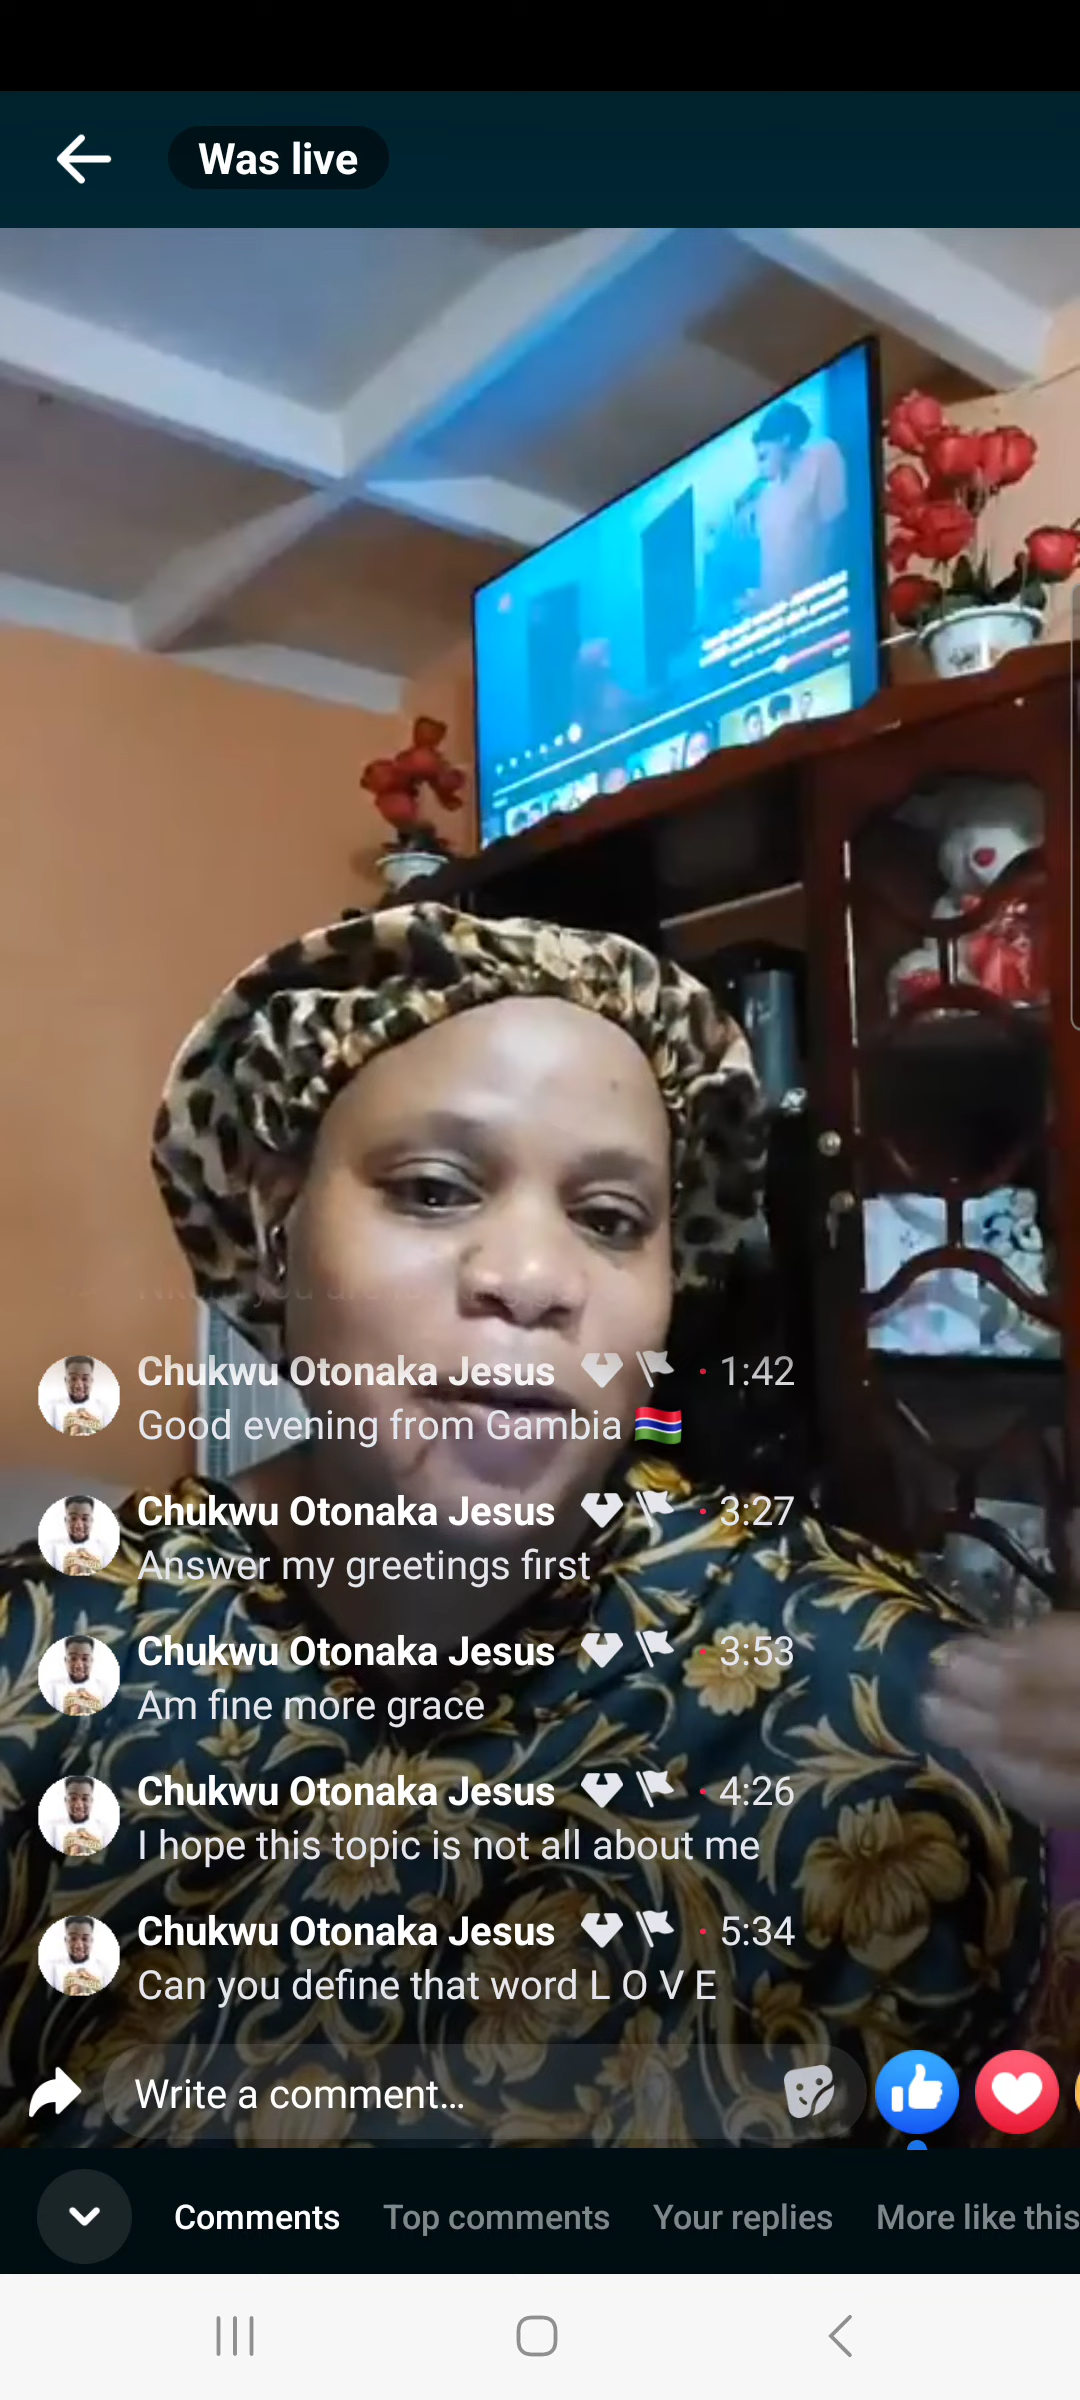 Was live
Chukwu Otonaka Jesus · 1:42
Good evening from Gambia 🇬🇲
Chukwu Otonaka Jesus · 3:27
Answer my greetings first
Chukwu Otonaka Jesus · 3:53
Am fine more grace
Chukwu Otonaka Jesus · 4:26
I hope this topic is not all about me
Chukwu Otonaka Jesus · 5:34
Can you define that word L O V E
Write a comment...
Comments Top comments Your replies More like this